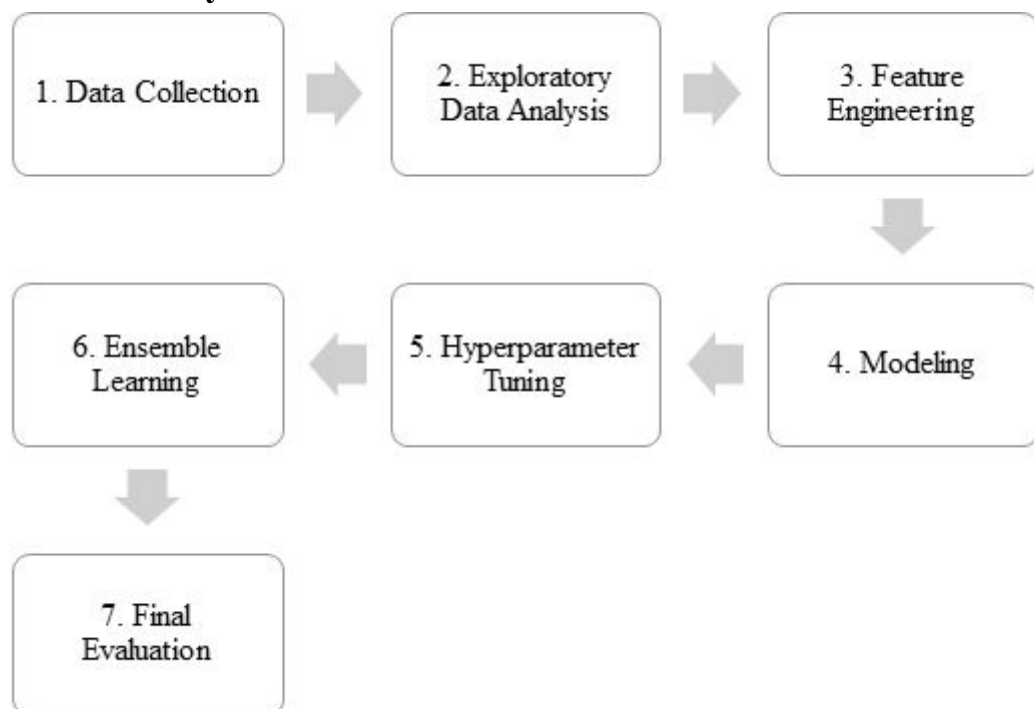 1. Data Collection
2. Exploratory
Data Analysis
3. Feature
Engineering
4. Modeling
5. Hyperparameter
Tuning
6. Ensemble
Learning
7. Final
Evaluation